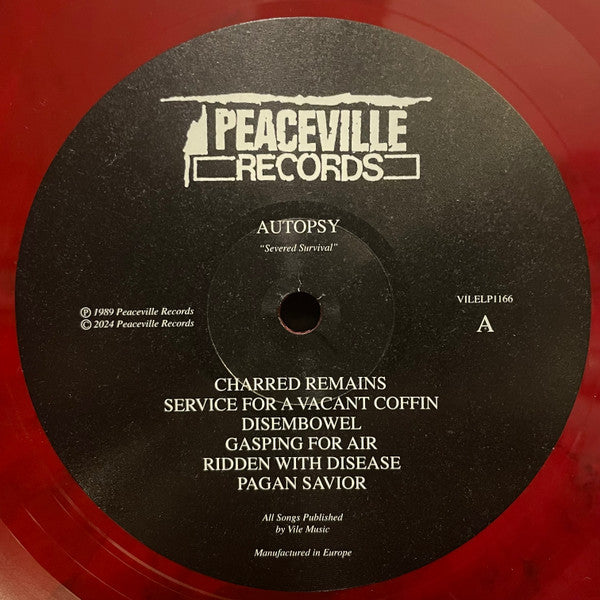 PEACEVILLE
RECORDS
AUTOPSY
“Severed Survival”
Ⓟ 1989 Peaceville Records
© 2024 Peaceville Records
VILELP1166
A
CHARRED REMAINS
SERVICE FOR A VACANT COFFIN
DISEMBOWEL
GASPING FOR AIR
RIDDEN WITH DISEASE
PAGAN SAVIOR
All Songs Published
by Vile Music
Manufactured in Europe